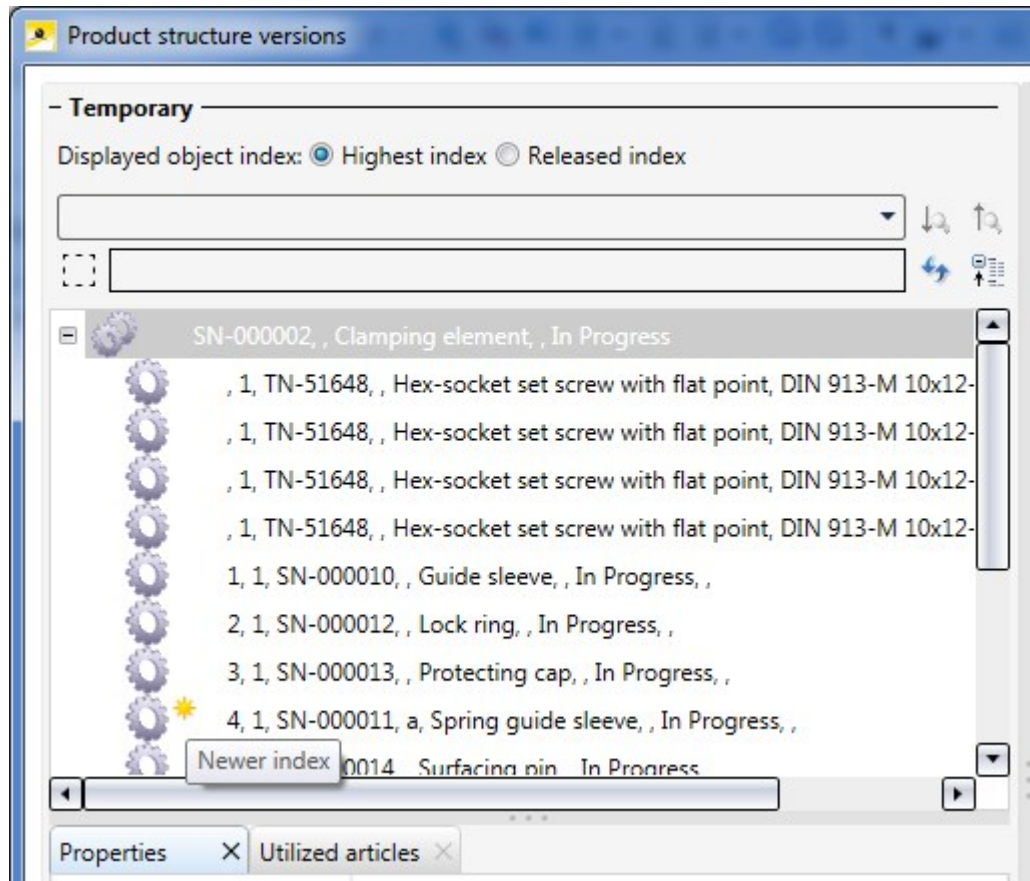 Product structure versions
Temporary
Displayed object index: Highest index Released index
SN-000002, , Clamping element, , In Progress
, 1, TN-51648, , Hex-socket set screw with flat point, DIN 913-M 10x12-
, 1, TN-51648, , Hex-socket set screw with flat point, DIN 913-M 10x12-
, 1, TN-51648, , Hex-socket set screw with flat point, DIN 913-M 10x12-
, 1, TN-51648, , Hex-socket set screw with flat point, DIN 913-M 10x12-
1, 1, SN-000010, , Guide sleeve, , In Progress, ,
2, 1, SN-000012, , Lock ring, , In Progress, ,
3, 1, SN-000013, , Protecting cap, , In Progress, ,
4, 1, SN-000011, a, Spring guide sleeve, , In Progress, ,
Newer index
0014 Surfacing pin In Progress
Properties Utilized articles